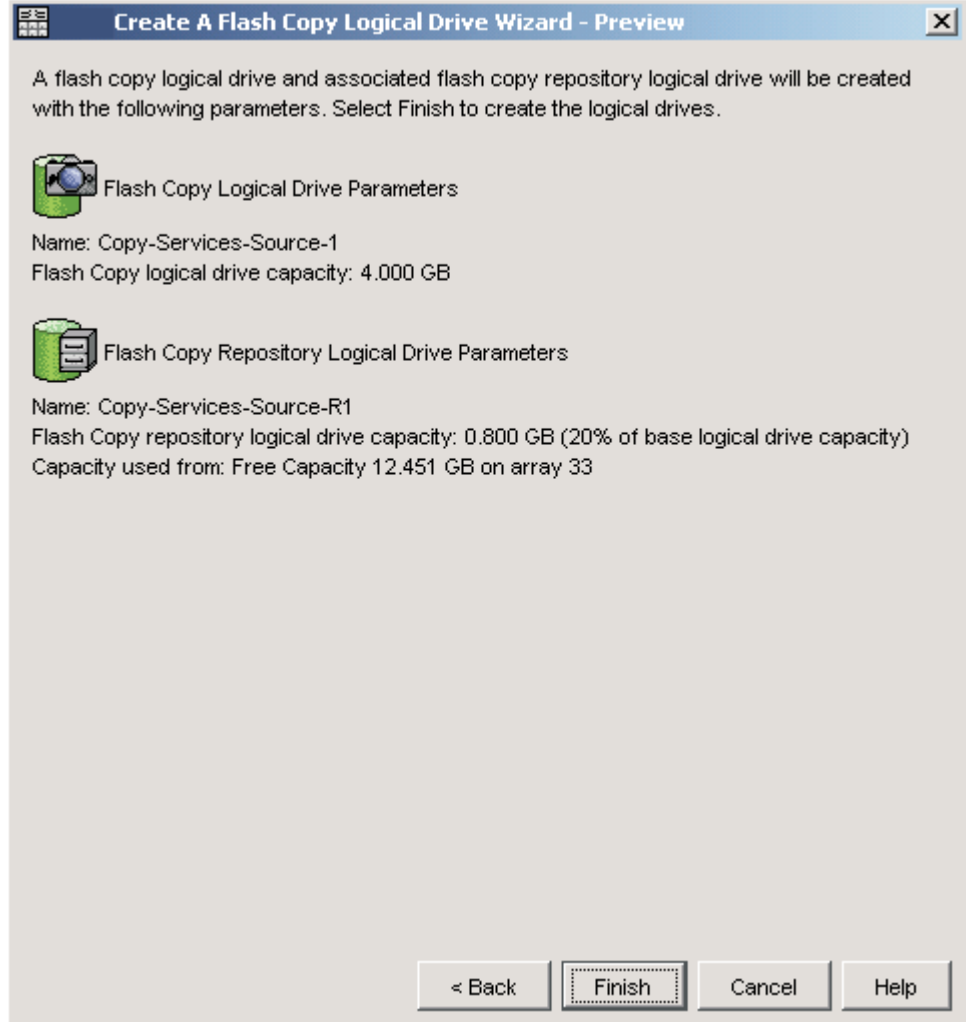 Create A Flash Copy Logical Drive Wizard - Preview
A flash copy logical drive and associated flash copy repository logical drive will be created
with the following parameters. Select Finish to create the logical drives.
Flash Copy Logical Drive Parameters
Name: Copy-Services-Source-1
Flash Copy logical drive capacity: 4.000 GB
Flash Copy Repository Logical Drive Parameters
Name: Copy-Services-Source-R1
Flash Copy repository logical drive capacity: 0.800 GB (20% of base logical drive capacity)
Capacity used from: Free Capacity 12.451 GB on array 33
< Back Finish Cancel Help